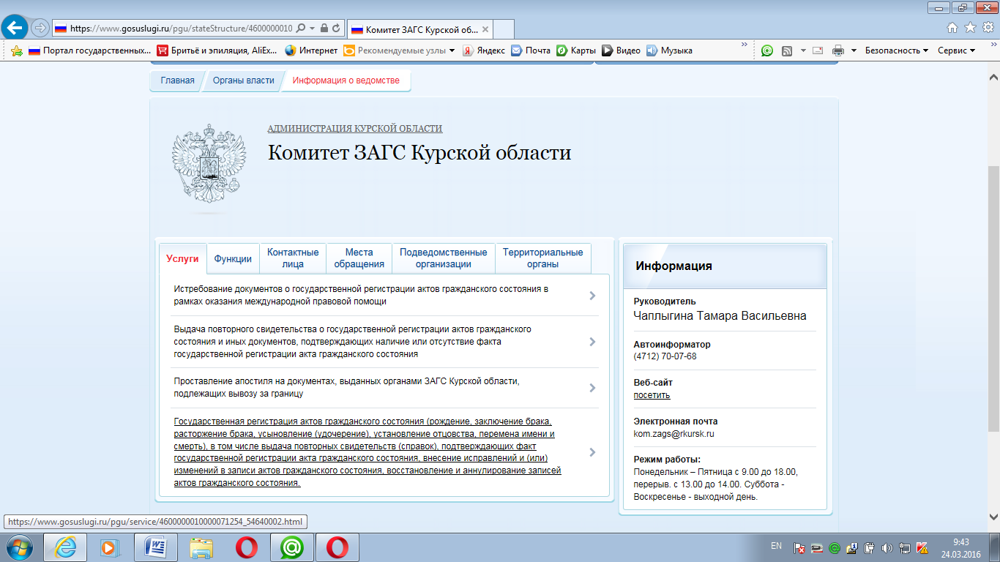 https://www.gosuslugi.ru/pgu/stateStructure/4600000010
Комитет ЗАГС Курской об...
Портал государственных... Бритьё и эпиляция, AliEx... Интернет Рекомендуемые узлы Яндекс Почта Карты Видео Музыка » Безопасность Сервис »
Главная Органы власти Информация о ведомстве
АДМИНИСТРАЦИЯ КУРСКОЙ ОБЛАСТИ
Комитет ЗАГС Курской области
Услуги
Функции
Контактные
лица
Места
обращения
Подведомственные
организации
Территориальные
органы
Истребование документов о государственной регистрации актов гражданского состояния в
рамках оказания международной правовой помощи
Выдача повторного свидетельства о государственной регистрации актов гражданского
состояния и иных документов, подтверждающих наличие или отсутствие факта
государственной регистрации акта гражданского состояния
Проставление апостиля на документах, выданных органами ЗАГС Курской области,
подлежащих вывозу за границу
Государственная регистрация актов гражданского состояния (рождение, заключение брака,
расторжение брака, усыновление (удочерение), установление отцовства, перемена имени и
смерть), в том числе выдача повторных свидетельств (справок), подтверждающих факт
государственной регистрации акта гражданского состояния, внесение исправлений и (или)
изменений в записи актов гражданского состояния, восстановление и аннулирование записей
актов гражданского состояния.
Информация
Руководитель
Чаплыгина Тамара Васильевна
Автоинформатор
(4712) 70-07-68
Веб-сайт
посетить
Электронная почта
kom.zags@rkursk.ru
Режим работы:
Понедельник – Пятница с 9.00 до 18.00,
перерыв. с 13.00 до 14.00. Суббота -
Воскресенье - выходной день.
https://www.gosuslugi.ru/pgu/service/4600000010000071254_54640002.html
EN
9:43
24.03.2016